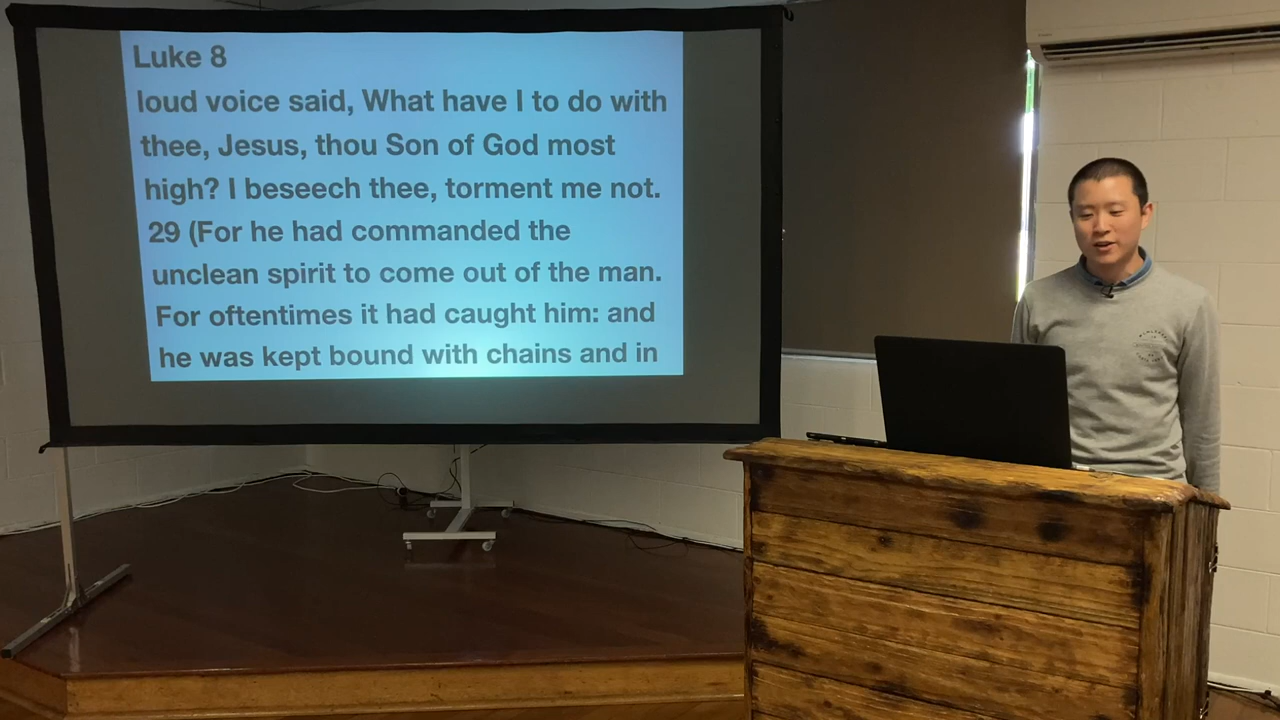 Luke 8
loud voice said, What have I to do with
thee, Jesus, thou Son of God most
high? I beseech thee, torment me not.
29 (For he had commanded the
unclean spirit to come out of the man.
For oftentimes it had caught him: and
he was kept bound with chains and in